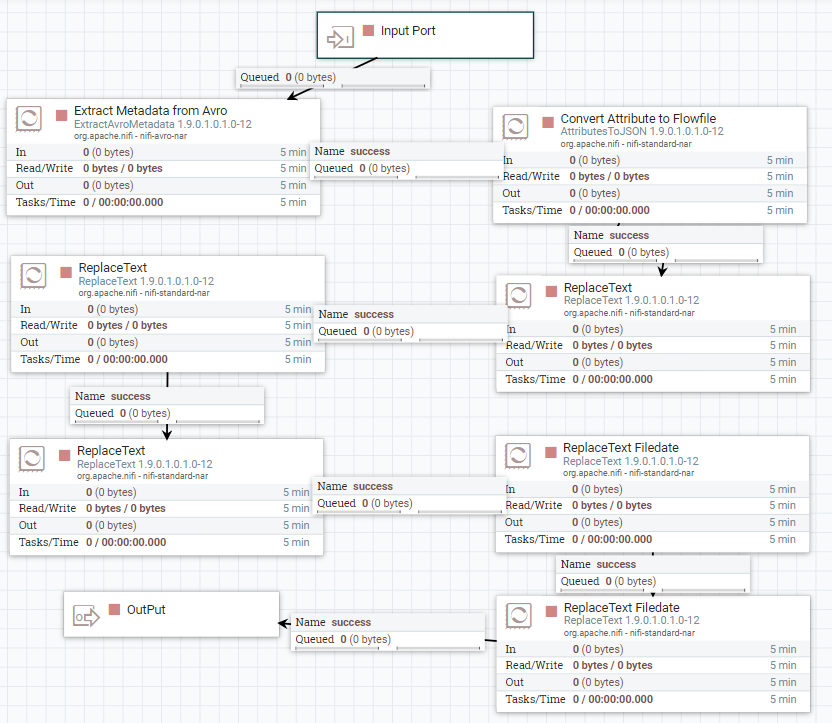 Input Port
Queued 0 (0 bytes)
Extract Metadata from Avro
ExtractAvroMetadata 1.9.0.1.0.1.0-12
org.apache.nifi - nifi-avro-nar
In 0 (0 bytes) 5 min
Read/Write 0 bytes / 0 bytes 5 min
Out 0 (0 bytes) 5 min
Tasks/Time 0 / 00:00:00.000 5 min
Name success
Queued 0 (0 bytes)
Convert Attribute to Flowfile
AttributesToJSON 1.9.0.1.0.1.0-12
org.apache.nifi - nifi-standard-nar
In 0 (0 bytes) 5 min
Read/Write 0 bytes / 0 bytes 5 min
Out 0 (0 bytes) 5 min
Tasks/Time 0 / 00:00:00.000 5 min
Name success
Queued 0 (0 bytes)
ReplaceText
ReplaceText 1.9.0.1.0.1.0-12
org.apache.nifi - nifi-standard-nar
In 0 (0 bytes) 5 min
Read/Write 0 bytes / 0 bytes 5 min
Out 0 (0 bytes) 5 min
Tasks/Time 0 / 00:00:00.000 5 min
Name success
Queued 0 (0 bytes)
ReplaceText
ReplaceText 1.9.0.1.0.1.0-12
org.apache.nifi - nifi-standard-nar
In 0 (0 bytes) 5 min
Read/Write 0 bytes / 0 bytes 5 min
Out 0 (0 bytes) 5 min
Tasks/Time 0 / 00:00:00.000 5 min
Name success
Queued 0 (0 bytes)
ReplaceText
ReplaceText 1.9.0.1.0.1.0-12
org.apache.nifi - nifi-standard-nar
In 0 (0 bytes) 5 min
Read/Write 0 bytes / 0 bytes 5 min
Out 0 (0 bytes) 5 min
Tasks/Time 0 / 00:00:00.000 5 min
Name success
Queued 0 (0 bytes)
ReplaceText Filedate
ReplaceText 1.9.0.1.0.1.0-12
org.apache.nifi - nifi-standard-nar
In 0 (0 bytes) 5 min
Read/Write 0 bytes / 0 bytes 5 min
Out 0 (0 bytes) 5 min
Tasks/Time 0 / 00:00:00.000 5 min
Name success
Queued 0 (0 bytes)
OutPut
Name success
Queued 0 (0 bytes)
ReplaceText Filedate
ReplaceText 1.9.0.1.0.1.0-12
org.apache.nifi - nifi-standard-nar
In 0 (0 bytes) 5 min
Read/Write 0 bytes / 0 bytes 5 min
Out 0 (0 bytes) 5 min
Tasks/Time 0 / 00:00:00.000 5 min